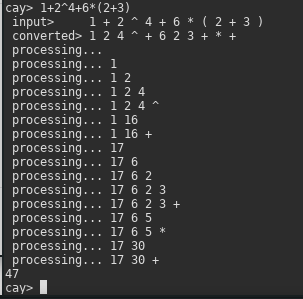 cay> 1+2^4+6*(2+3)
input>     1 + 2 ^ 4 + 6 * ( 2 + 3 )
converted> 1 2 4 ^ + 6 2 3 + * +
processing...
processing... 1
processing... 1 2
processing... 1 2 4
processing... 1 2 4 ^
processing... 1 16
processing... 1 16 +
processing... 17
processing... 17 6
processing... 17 6 2
processing... 17 6 2 3
processing... 17 6 2 3 +
processing... 17 6 5
processing... 17 6 5 *
processing... 17 30
processing... 17 30 +
47
cay>